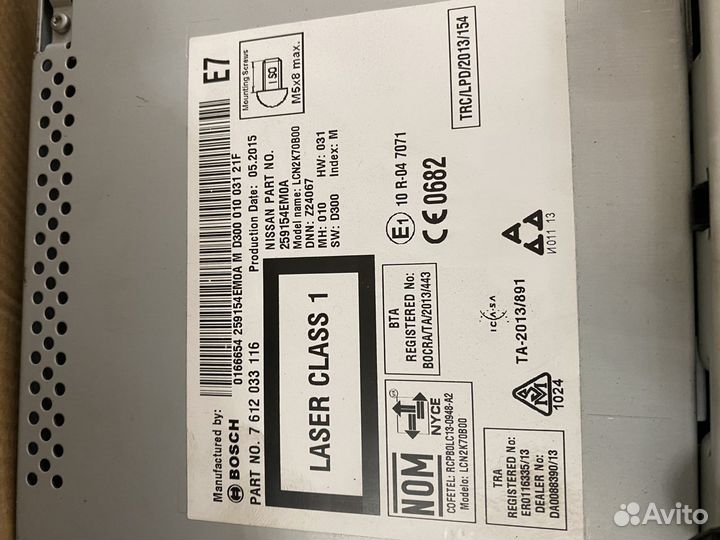 Manufactured by:
BOSCH
PART NO. 7 612 033 116
0166654 259154EM0A M D300 010 031 21F
E7
Mounting Screws
ISO
M5x8 max.
Production Date: 05.2015
NISSAN PART NO.
259154EM0A
Model name: LCN2K70B00
DNN: Z24067
MH: 010 HW: 031
SW: D300 Index: M
LASER CLASS 1
E1 10 R-04 7071
CE0682
TRC/LPD/2013/154
BTA
REGISTERED No:
BOCRA/TA/2013/443
ICASA
TA-2013/891
И011 13
NOM
NYCE
COFETEL: RCPBOLC13-0948-A2
Modelo: LCN2K70B00
1024
TRA
REGISTERED No:
ER0116335/13
DEALER No:
DA0088390/13
Avito